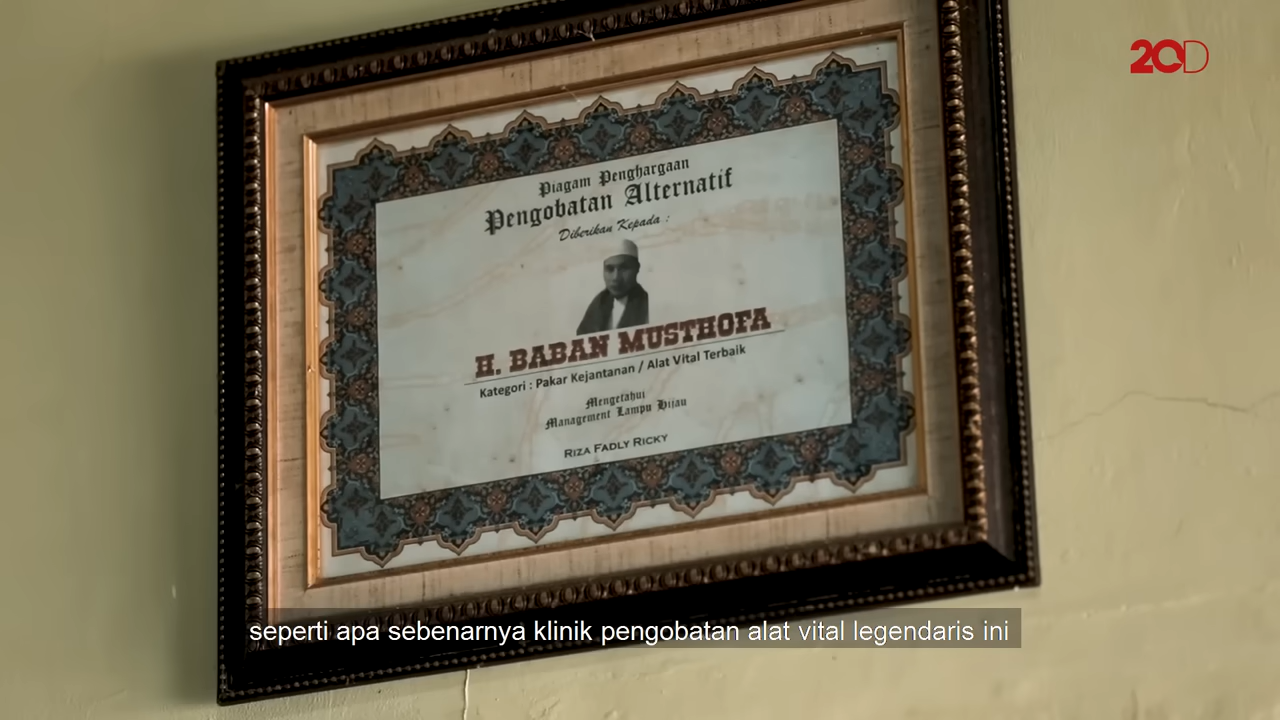 20D
Piagam Penghargaan
Pengobatan Alternatif
Diberikan Kepada :
H. BABAN MUSTHOFA
Kategori : Pakar Kejantanan / Alat Vital Terbaik
Mengetahui
Management Lampu Hijau
RIZA FADLY RICKY
seperti apa sebenarnya klinik pengobatan alat vital legendaris ini